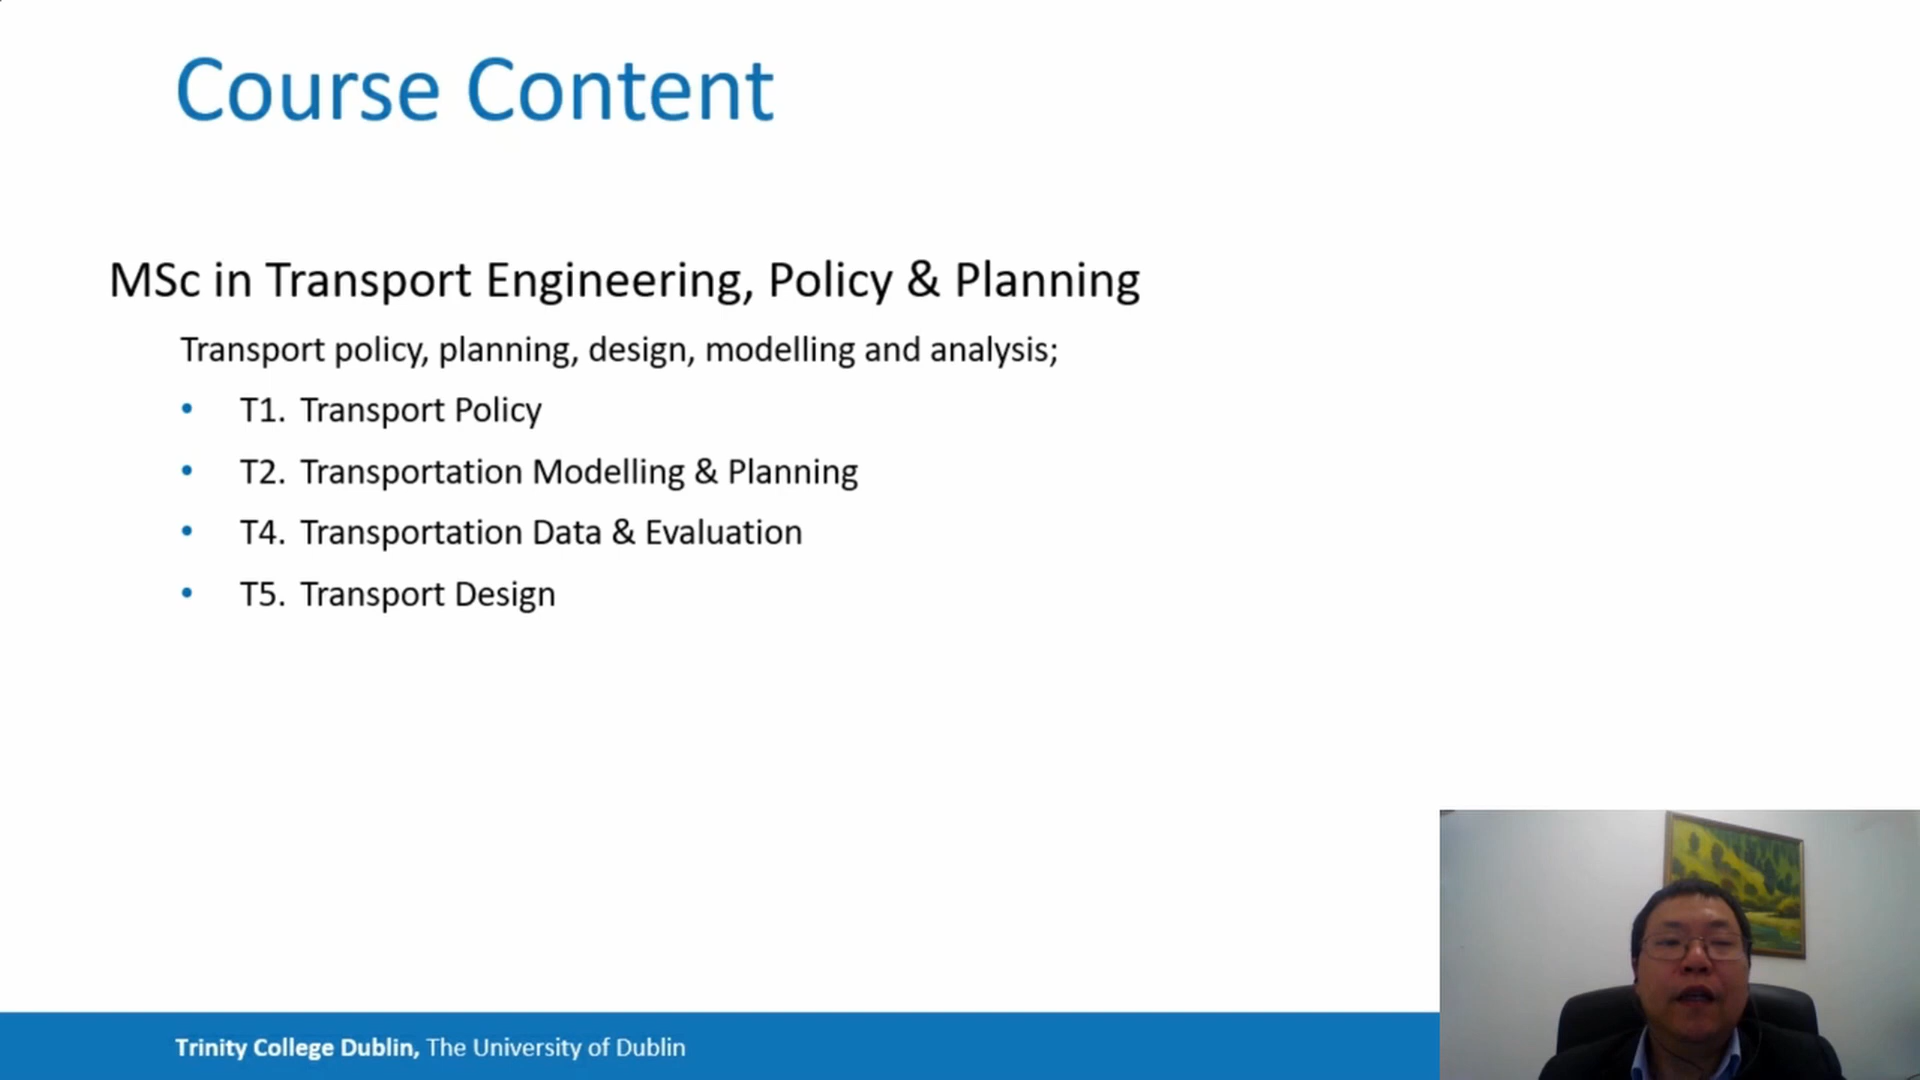 Course Content
MSc in Transport Engineering, Policy & Planning
Transport policy, planning, design, modelling and analysis;
• T1. Transport Policy
• T2. Transportation Modelling & Planning
• T4. Transportation Data & Evaluation
• T5. Transport Design
Trinity College Dublin, The University of Dublin